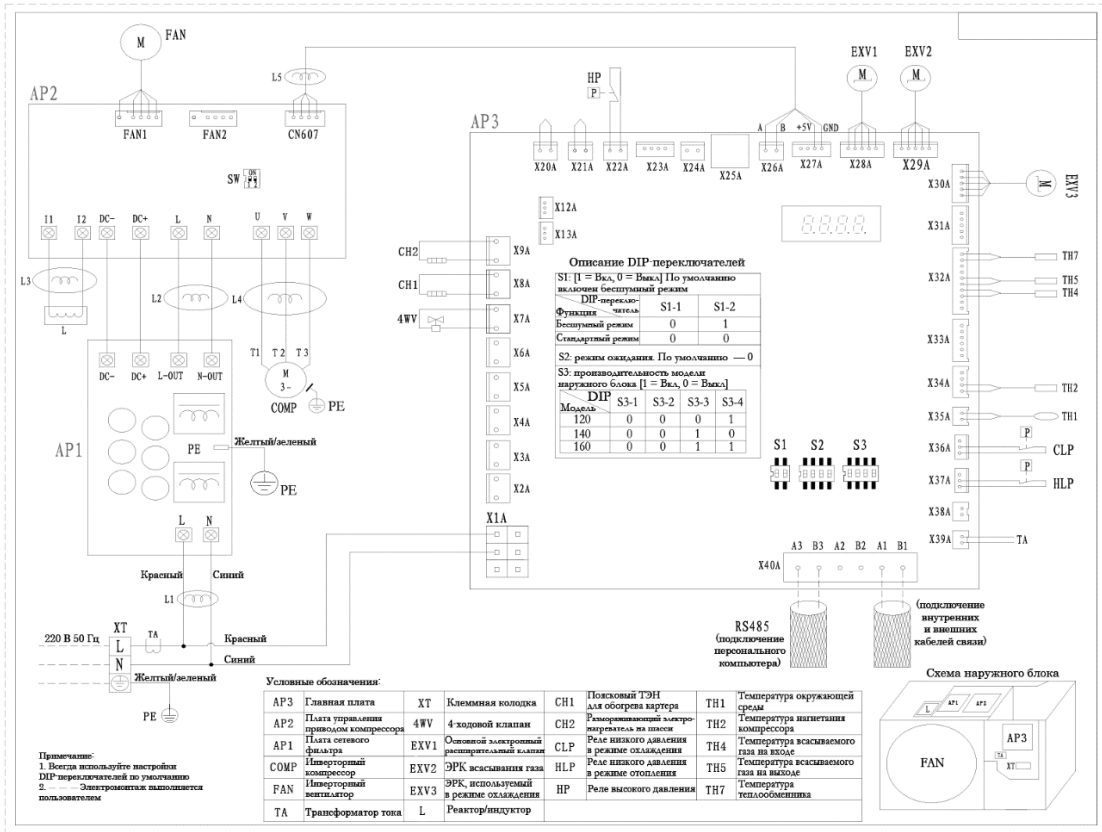 FAN
M
AP2
FAN1
FAN2
L5
CN607
SW
ON
1 2
I1 I2 DC- DC+ L N U V W
L3
L2
L4
L
T1 T2 T3
M
3~
COMP
PE
DC- DC+ L-OUT N-OUT
AP1
PE
Желтый/зеленый
PE
L N
Красный
Синий
L1
220 В 50 Гц
XT
TA
L
N
Красный
Синий
Желтый/зеленый
PE
AP3
HP
P
EXV1
M
EXV2
M
A B +5V GND
X20A X21A X22A X23A X24A X25A X26A X27A X28A X29A
X12A
X13A
CH2
X9A
CH1
X8A
4WV
X7A
X6A
X5A
X4A
X3A
X2A
X1A
8.8.8.8.
X30A
M
EXV3
X31A
X32A
TH7
TH5
TH4
X33A
X34A
TH2
X35A
TH1
X36A
P
CLP
X37A
P
HLP
X38A
X39A
TA
Описание DIP-переключателей
S1: [1 = Вкл, 0 = Выкл] По умолчанию
включен бесшумный режим
DIP-переклю-
чатель
Функция
S1-1 S1-2
Бесшумный режим 0 1
Стандартный режим 0 0
S2: режим ожидания. По умолчанию — 0
S3: производительность модели
наружного блока [1 = Вкл, 0 = Выкл]
DIP
Модель
S3-1 S3-2 S3-3 S3-4
120 0 0 0 1
140 0 0 1 0
160 0 0 1 1
S1 S2 S3
A3 B3 A2 B2 A1 B1
X40A
RS485
(подключение
персонального
компьютера)
(подключение
внутренних
и внешних
кабелей связи)
Условные обозначения:
AP3 Главная плата
XT Клеммная колодка
CH1 Поясковый ТЭН
для обогрева картера
TH1 Температура окружающей
среды
AP2 Плата управления
приводом компрессора
4WV 4-ходовой клапан
CH2 Размораживающий электро-
нагреватель на шасси
TH2 Температура нагнетания
компрессора
AP1 Плата сетевого
фильтра
EXV1 Основной электронный
расширительный клапан
CLP Реле низкого давления
в режиме охлаждения
TH4 Температура всасываемого
газа на входе
COMP Инверторный
компрессор
EXV2 ЭРК всасывания газа
HLP Реле низкого давления
в режиме отопления
TH5 Температура всасываемого
газа на выходе
FAN Инверторный
вентилятор
EXV3 ЭРК, используемый
в режиме охлаждения
HP Реле высокого давления
TH7 Температура
теплообменника
TA Трансформатор тока
L Реактор/индуктор
Примечание:
1. Всегда используйте настройки
DIP-переключателей по умолчанию
2. — — — Электромонтаж выполняется
пользователем
Схема наружного блока
L
AP1
AP2
AP3
TA
XT
FAN